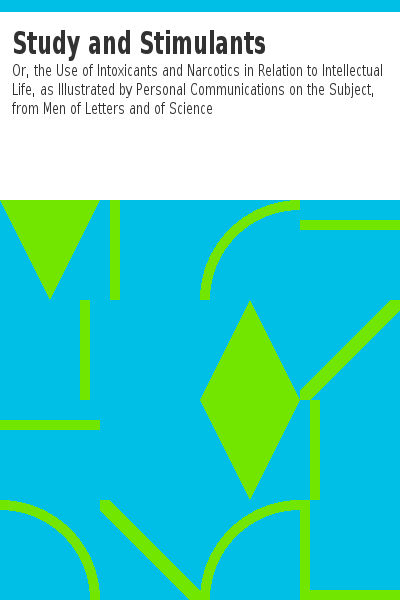 Study and Stimulants
Or, the Use of Intoxicants and Narcotics in Relation to Intellectual
Life, as Illustrated by Personal Communications on the Subject,
from Men of Letters and of Science